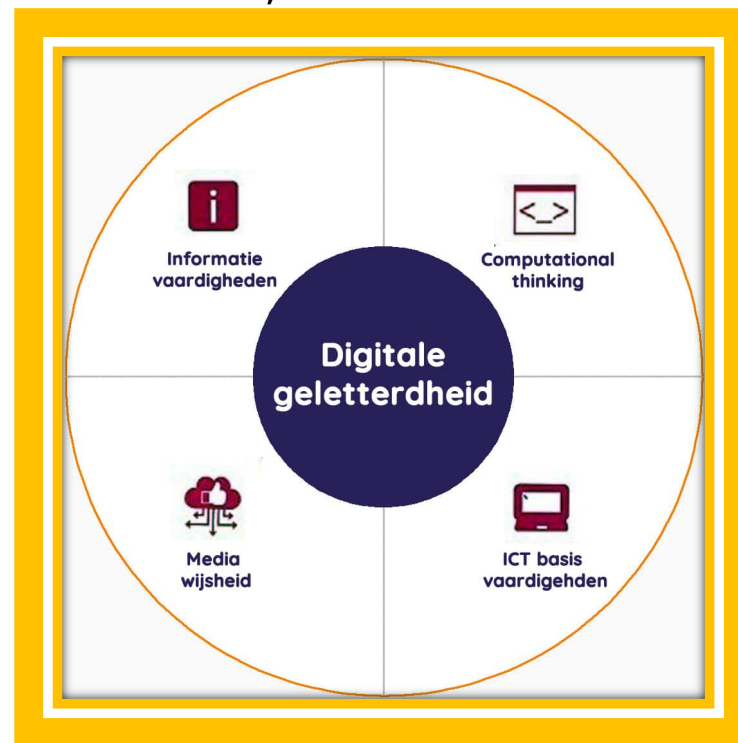 Informatie
vaardigheden
Computational
thinking
Digitale
geletterdheid
Media
wijsheid
ICT basis
vaardigehden